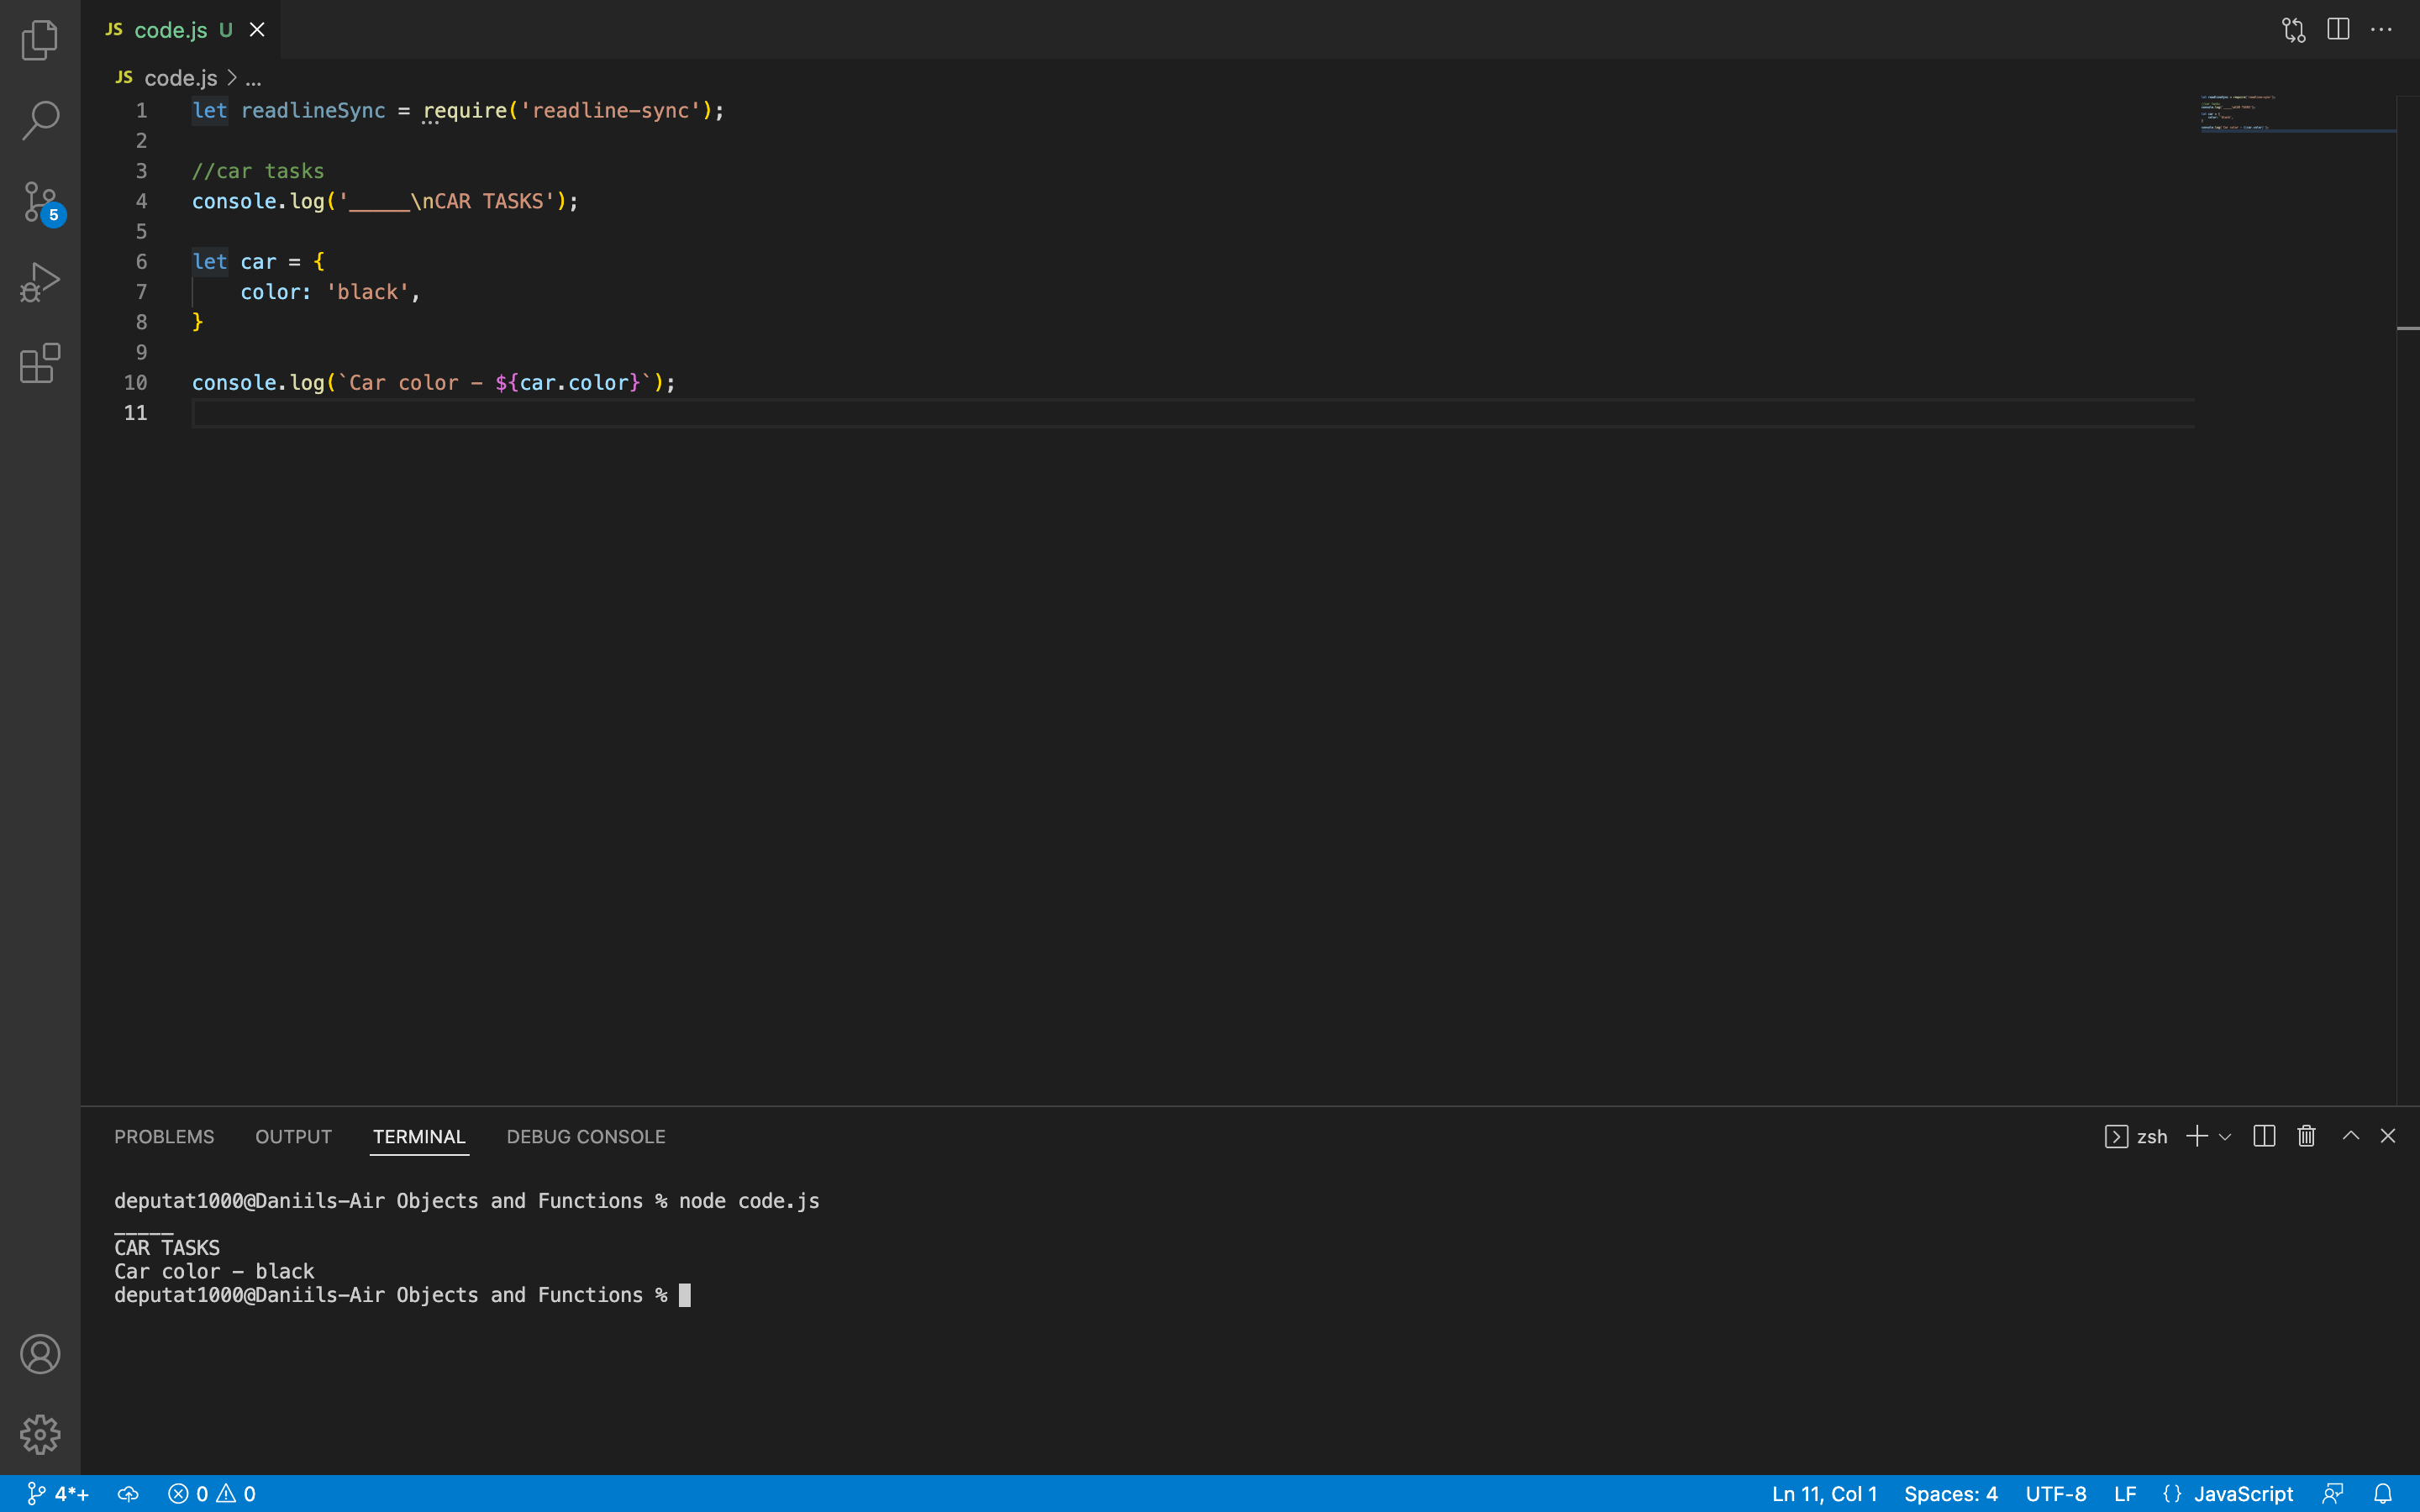 JS code.js U
JS code.js > ...
1 let readlineSync = require('readline-sync');
2
3 //car tasks
4 console.log('_____\nCAR TASKS');
5
6 let car = {
7 color: 'black',
8 }
9
10 console.log(`Car color - ${car.color}`);
11
5
PROBLEMS OUTPUT TERMINAL DEBUG CONSOLE zsh
deputat1000@Daniils-Air Objects and Functions % node code.js
_____
CAR TASKS
Car color - black
deputat1000@Daniils-Air Objects and Functions %
4*+ 0 0 Ln 11, Col 1 Spaces: 4 UTF-8 LF {} JavaScript